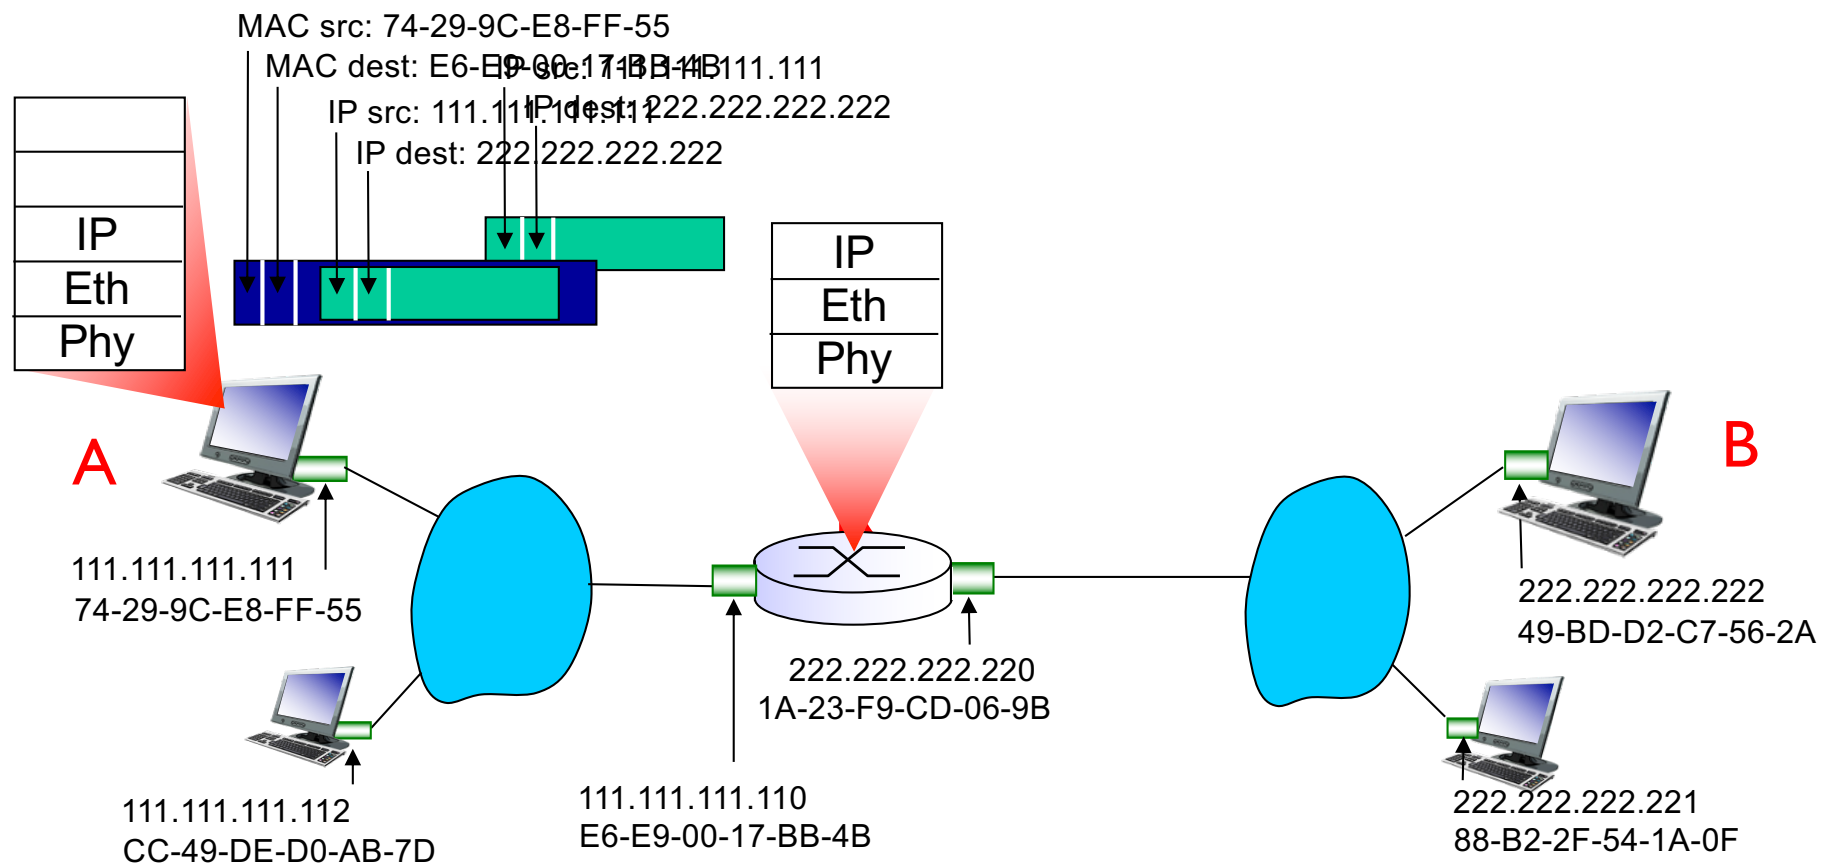 MAC src: 74-29-9C-E8-FF-55
MAC dest: E6-E9-00-17-BB-4B
IP src: 111.111.111.111
IP dest: 222.222.222.222
IP src: 111.111.111.111
IP dest: 222.222.222.222
IP
Eth
Phy
IP
Eth
Phy
A
B
111.111.111.111
74-29-9C-E8-FF-55
222.222.222.222
49-BD-D2-C7-56-2A
222.222.222.220
1A-23-F9-CD-06-9B
111.111.111.112
CC-49-DE-D0-AB-7D
111.111.111.110
E6-E9-00-17-BB-4B
222.222.222.221
88-B2-2F-54-1A-0F